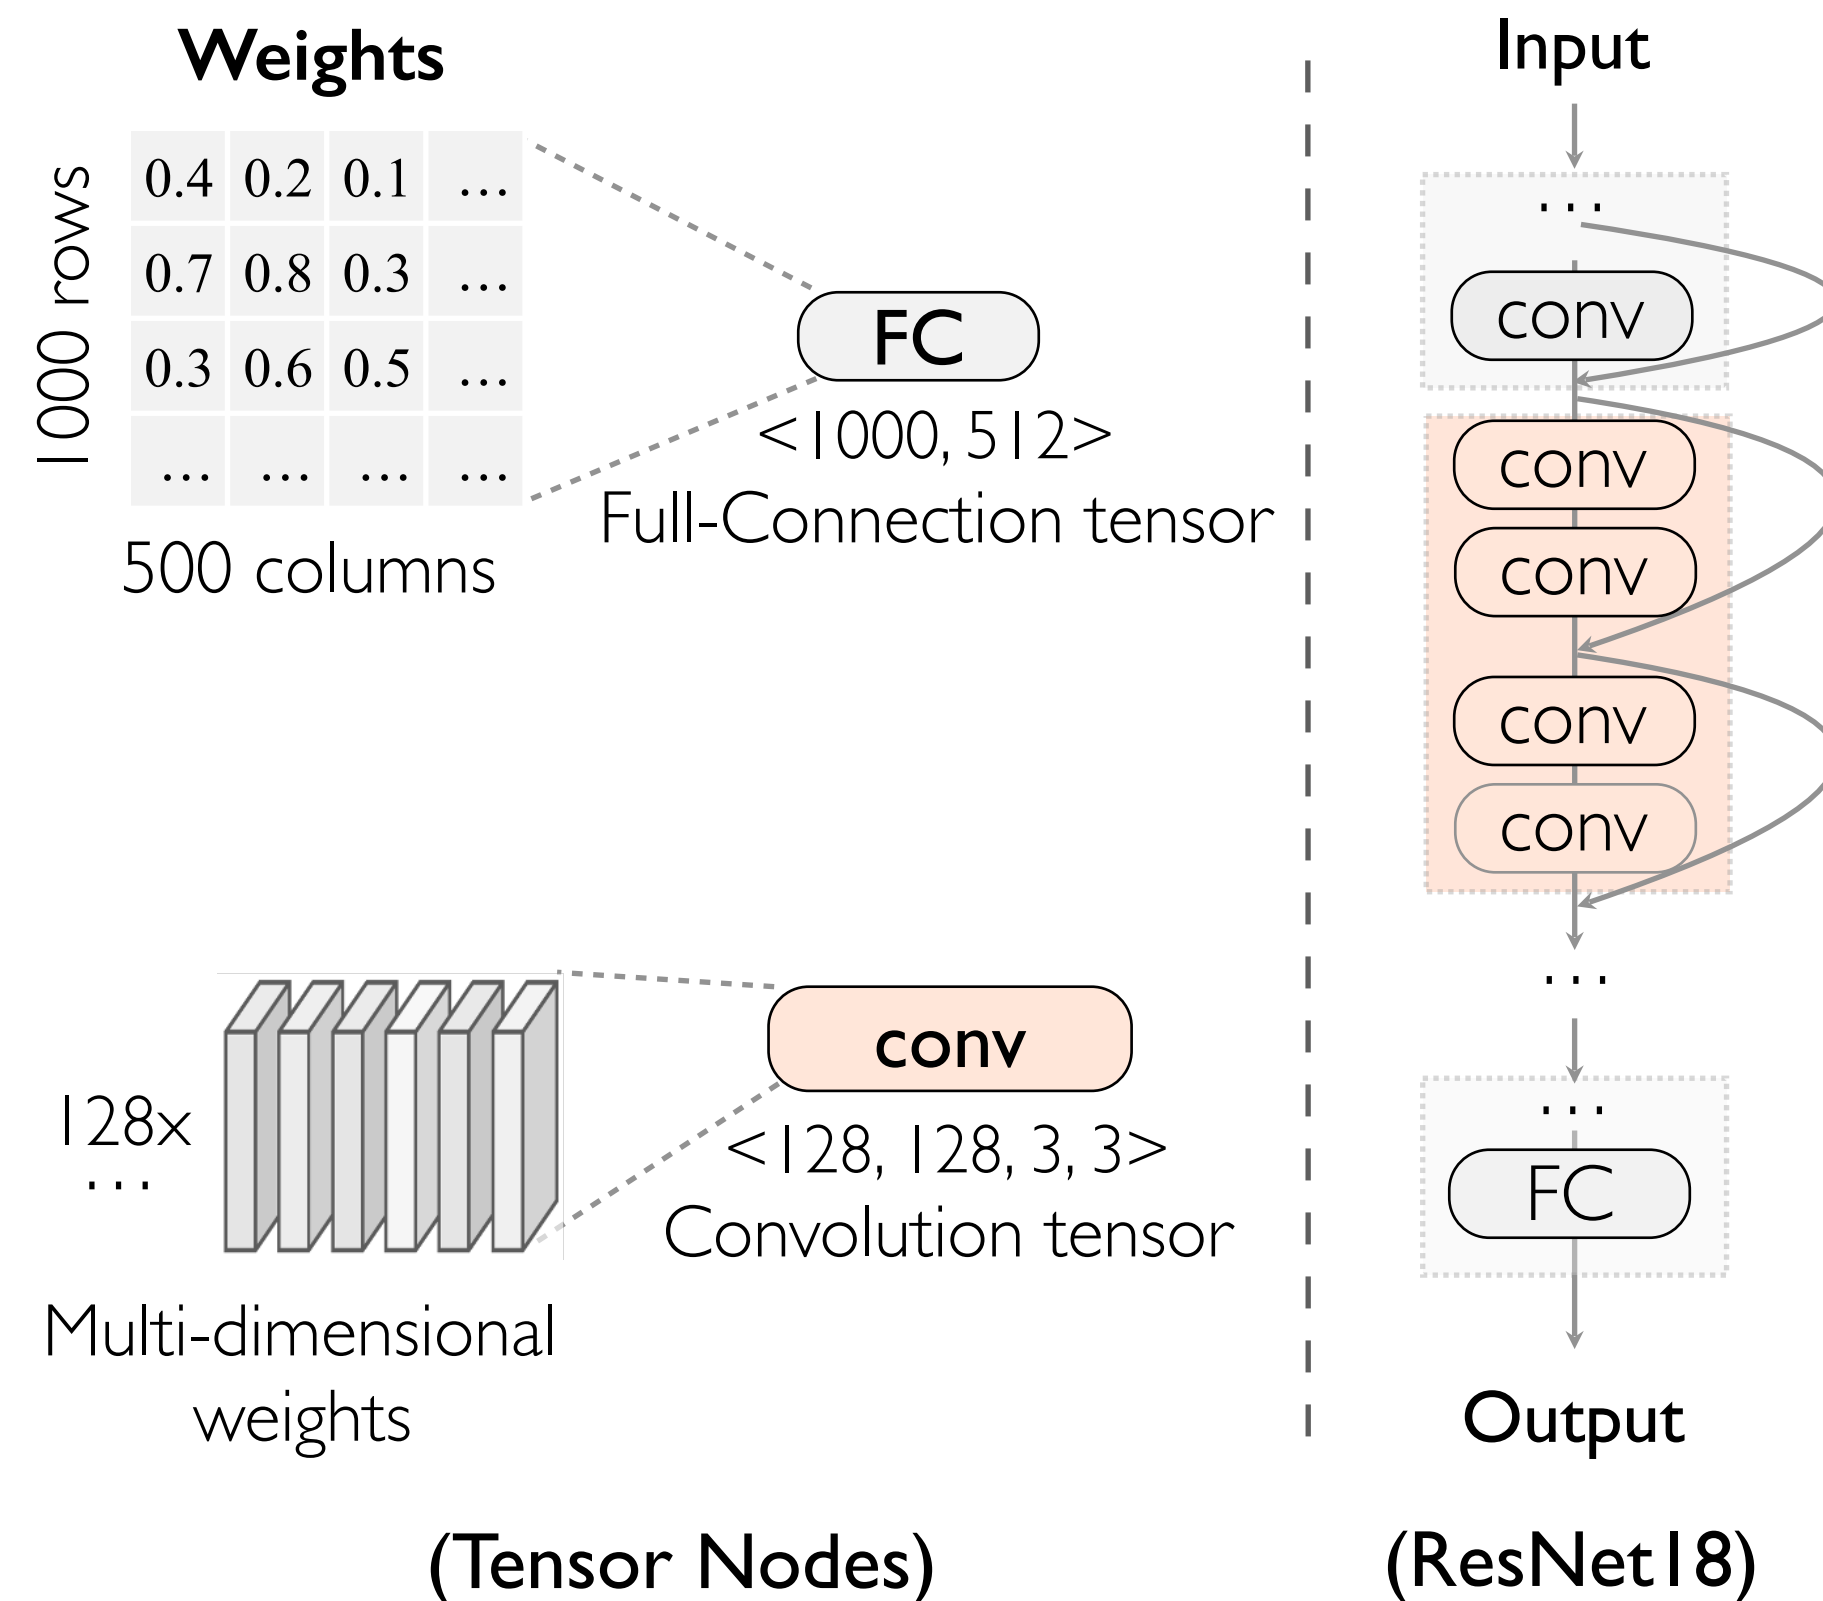 Weights
1000 rows
0.4 0.2 0.1 ...
0.7 0.8 0.3 ...
0.3 0.6 0.5 ...
... ... ... ...
500 columns
FC
<1000, 512>
Full-Connection tensor
128x
...
Multi-dimensional
weights
conv
<128, 128, 3, 3>
Convolution tensor
(Tensor Nodes)
Input
...
conv
conv
conv
conv
conv
...
...
FC
Output
(ResNet18)